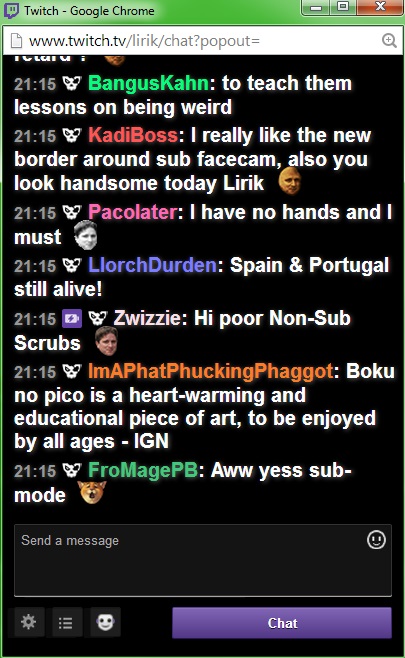 Twitch - Google Chrome
www.twitch.tv/lirik/chat?popout=
retard ?
21:15 BangusKahn: to teach them
lessons on being weird
21:15 KadiBoss: I really like the new
border around sub facecam, also you
look handsome today Lirik
21:15 Pacolater: I have no hands and I
must
21:15 LlorchDurden: Spain & Portugal
still alive!
21:15 Zwizzie: Hi poor Non-Sub
Scrubs
21:15 ImAPhatPhuckingPhaggot: Boku
no pico is a heart-warming and
educational piece of art, to be enjoyed
by all ages - IGN
21:15 FroMagePB: Aww yess sub-
mode
Send a message
Chat